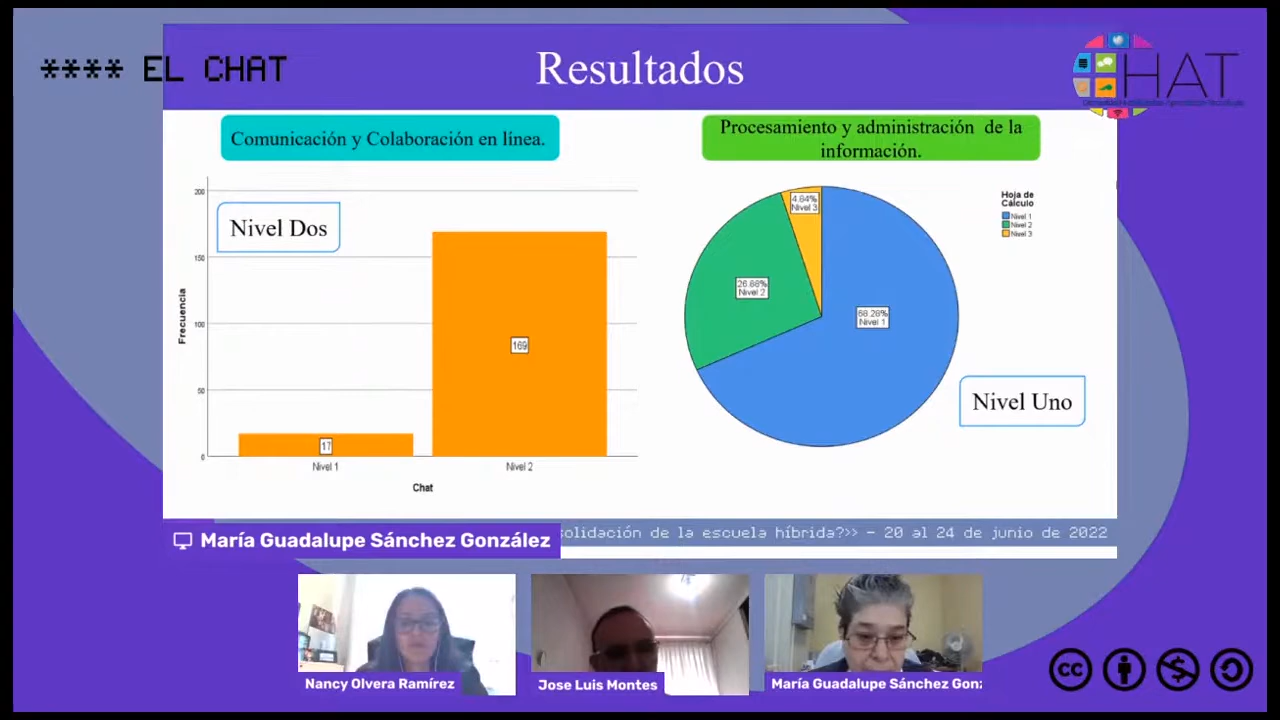 **** EL CHAT
Resultados
HAT
Comunicación y Colaboración en línea.
Procesamiento y administración de la
información.
200
150
100
50
0
Frecuencia
Nivel Dos
17
169
Nivel 1
Nivel 2
Chat
4.84%
Nivel 3
26.88%
Nivel 2
68.28%
Nivel 1
Hoja de
Cálculo
Nivel 1
Nivel 2
Nivel 3
Nivel Uno
María Guadalupe Sánchez González
solidación de la escuela híbrida?>> – 20 al 24 de junio de 2022
Nancy Olvera Ramírez
Jose Luis Montes
María Guadalupe Sánchez Gonz
cc